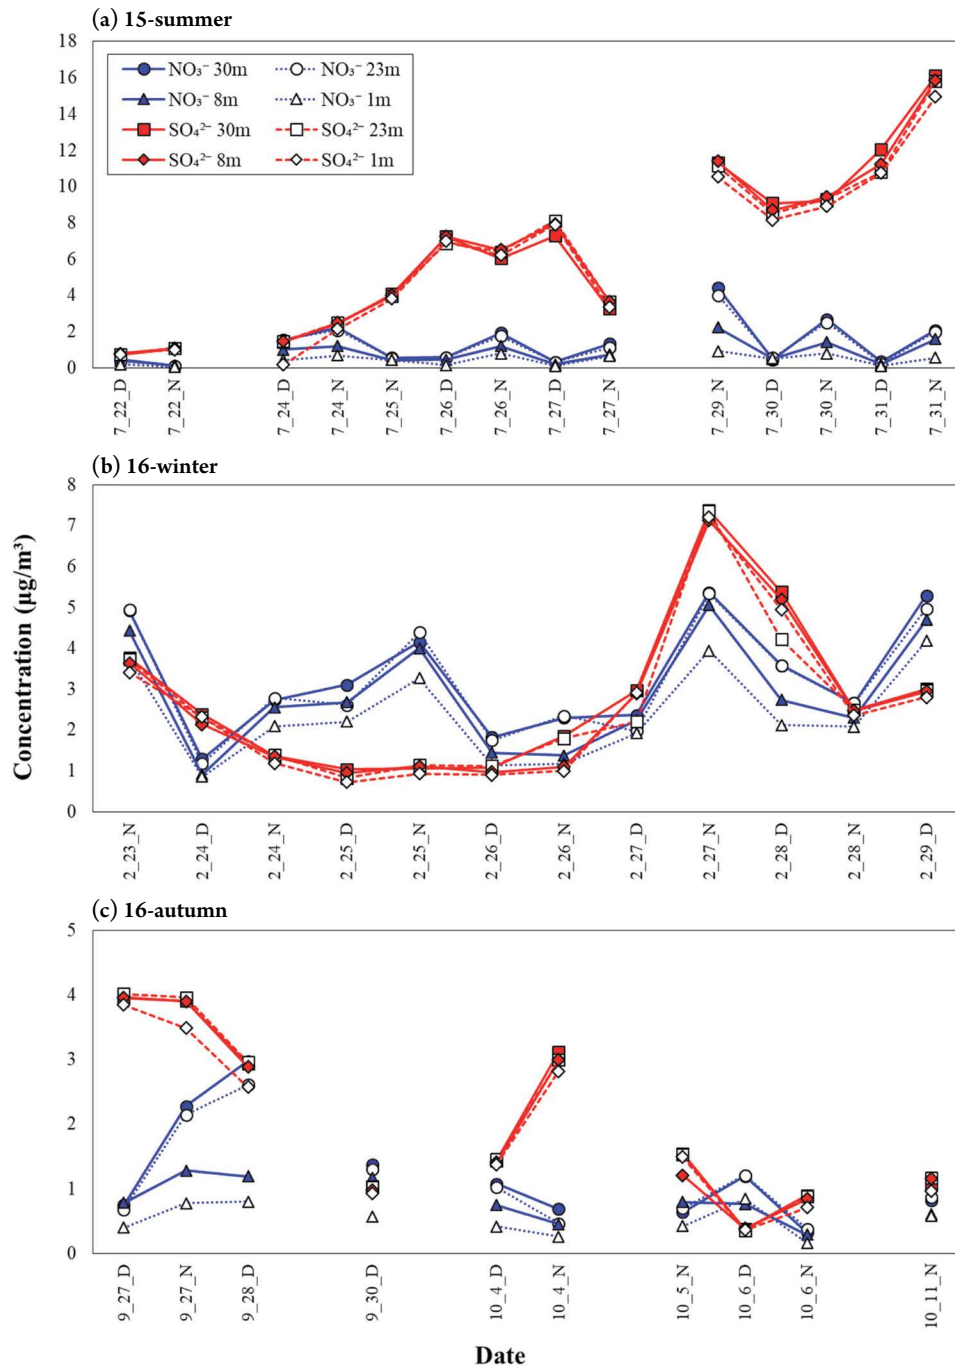 (a) 15-summer
18
16
14
12
10
8
6
4
2
0
NO₃⁻ 30m
NO₃⁻ 23m
NO₃⁻ 8m
NO₃⁻ 1m
SO₄²⁻ 30m
SO₄²⁻ 23m
SO₄²⁻ 8m
SO₄²⁻ 1m
7_22_D
7_22_N
7_24_D
7_24_N
7_25_N
7_26_D
7_26_N
7_27_D
7_27_N
7_29_N
7_30_D
7_30_N
7_31_D
7_31_N
(b) 16-winter
8
7
6
5
4
3
2
1
0
Concentration (µg/m³)
2_23_N
2_24_D
2_24_N
2_25_D
2_25_N
2_26_D
2_26_N
2_27_D
2_27_N
2_28_D
2_28_N
2_29_D
(c) 16-autumn
5
4
3
2
1
0
9_27_D
9_27_N
9_28_D
9_30_D
10_4_D
10_4_N
10_5_N
10_6_D
10_6_N
10_11_N
Date